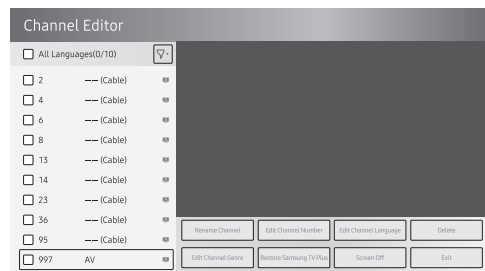 Channel Editor
All Languages(0/10)
2 −− (Cable)
4 −− (Cable)
6 −− (Cable)
8 −− (Cable)
13 −− (Cable)
14 −− (Cable)
23 −− (Cable)
36 −− (Cable)
95 −− (Cable)
997 AV
Rename Channel Edit Channel Number Edit Channel Language Delete
Edit Channel Genre Restore Samsung TV Plus Screen Off Exit